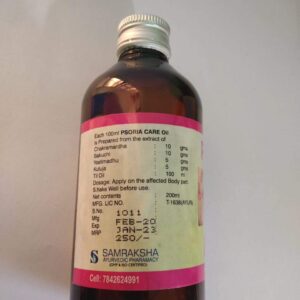 Each 100ml PSORIA CARE Oil
is Prepared from the extract of
Chakramardha : 10 gms
Bakuchi : 10 gms
Yastimadhu : 5 gms
Kutuja : 5 gms
Til Oil : 100 ml
Dosage: Apply on the affected Body part.
Shake Well before use.
Net contents : 200ml
MFG. LIC NO. :
B.No. 1011
Mfg FEB-20
Exp JAN-23
MRP 250/-
SAMRAKSHA
AYURVEDIC PHARMACY
Cell: 7842624991